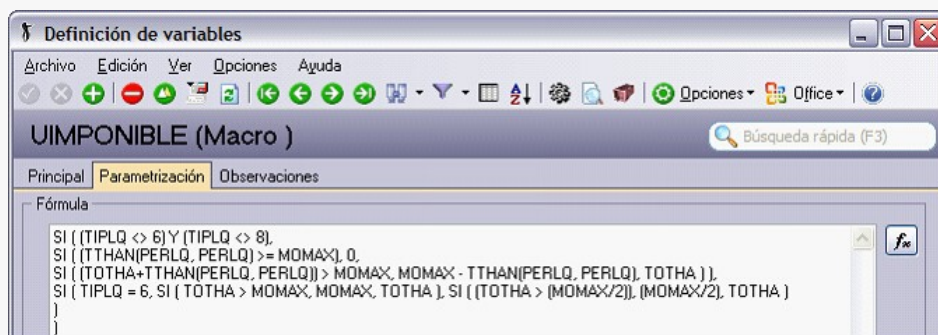 Definición de variables
Archivo Edición Ver Opciones Ayuda
Opciones Office
UIMPONIBLE (Macro )
Búsqueda rápida (F3)
Principal Parametrización Observaciones
Fórmula
SI ( (TIPLQ <> 6) Y (TIPLQ <> 8),
SI ( (TTHAN(PERLQ, PERLQ) >= MOMAX), 0,
SI ( (TOTHA+TTHAN(PERLQ, PERLQ)) > MOMAX, MOMAX - TTHAN(PERLQ, PERLQ), TOTHA ) ),
SI ( TIPLQ = 6, SI ( TOTHA > MOMAX, MOMAX, TOTHA ), SI ( (TOTHA > (MOMAX/2)), (MOMAX/2), TOTHA )
)
)